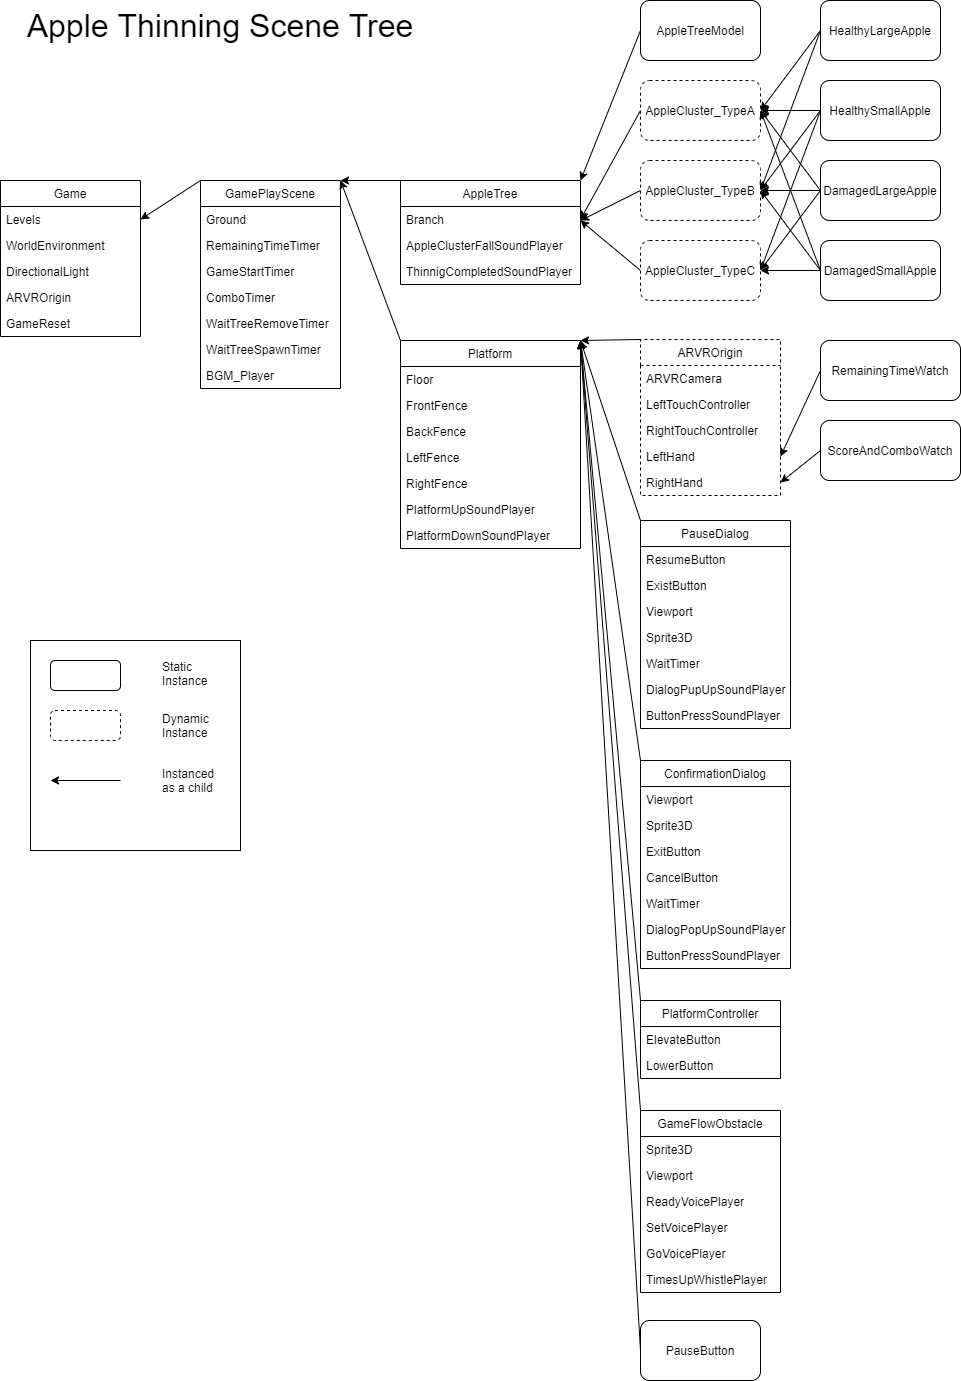 Apple Thinning Scene Tree
AppleTreeModel
HealthyLargeApple
AppleCluster_TypeA
HealthySmallApple
AppleCluster_TypeB
DamagedLargeApple
AppleCluster_TypeC
DamagedSmallApple
Game
Levels
WorldEnvironment
DirectionalLight
ARVROrigin
GameReset
GamePlayScene
Ground
RemainingTimeTimer
GameStartTimer
ComboTimer
WaitTreeRemoveTimer
WaitTreeSpawnTimer
BGM_Player
AppleTree
Branch
AppleClusterFallSoundPlayer
ThinnigCompletedSoundPlayer
Platform
Floor
FrontFence
BackFence
LeftFence
RightFence
PlatformUpSoundPlayer
PlatformDownSoundPlayer
ARVROrigin
ARVRCamera
LeftTouchController
RightTouchController
LeftHand
RightHand
RemainingTimeWatch
ScoreAndComboWatch
PauseDialog
ResumeButton
ExistButton
Viewport
Sprite3D
WaitTimer
DialogPupUpSoundPlayer
ButtonPressSoundPlayer
Static
Instance
Dynamic
Instance
Instanced
as a child
ConfirmationDialog
Viewport
Sprite3D
ExitButton
CancelButton
WaitTimer
DialogPopUpSoundPlayer
ButtonPressSoundPlayer
PlatformController
ElevateButton
LowerButton
GameFlowObstacle
Sprite3D
Viewport
ReadyVoicePlayer
SetVoicePlayer
GoVoicePlayer
TimesUpWhistlePlayer
PauseButton